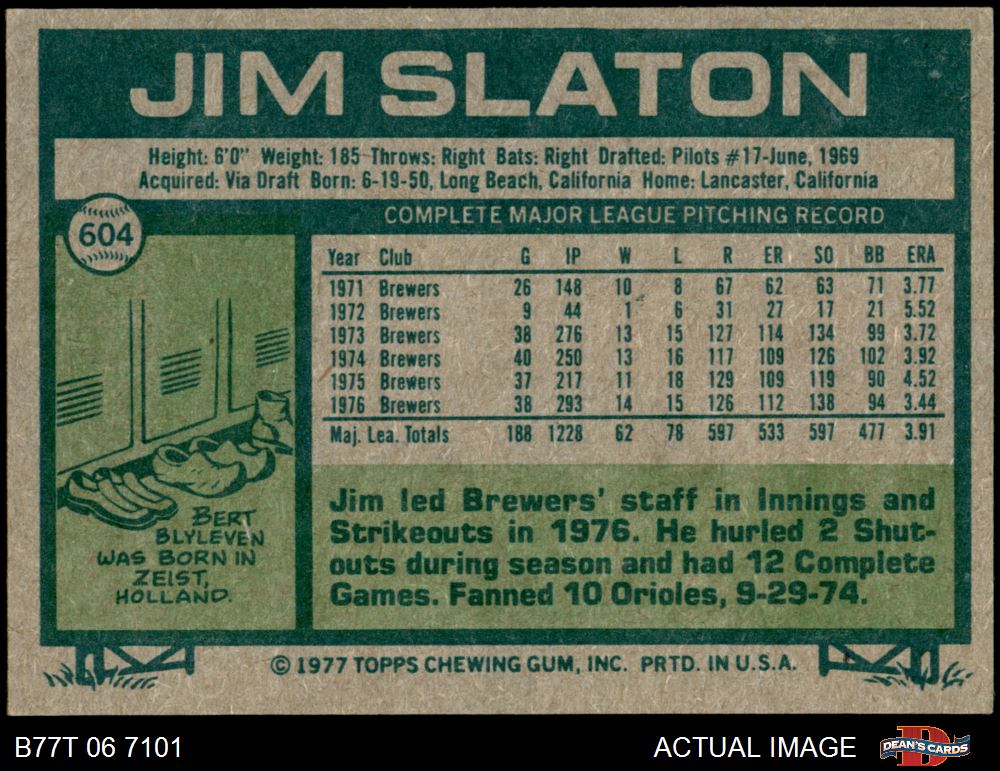 JIM SLATON
Height: 6'0" Weight: 185 Throws: Right Bats: Right Drafted: Pilots #17-June, 1969
Acquired: Via Draft Born: 6-19-50, Long Beach, California Home: Lancaster, California
604
COMPLETE MAJOR LEAGUE PITCHING RECORD
Year Club G IP W L R ER SO BB ERA
1971 Brewers 26 148 10 8 67 62 63 71 3.77
1972 Brewers 9 44 1 6 31 27 17 21 5.52
1973 Brewers 38 276 13 15 127 114 134 99 3.72
1974 Brewers 40 250 13 16 117 109 126 102 3.92
1975 Brewers 37 217 11 18 129 109 119 90 4.52
1976 Brewers 38 293 14 15 126 112 138 94 3.44
Maj. Lea. Totals 188 1228 62 78 597 533 597 477 3.91
BERT
BLYLEVEN
WAS BORN IN
ZEIST,
HOLLAND.
Jim led Brewers' staff in Innings and
Strikeouts in 1976. He hurled 2 Shut-
outs during season and had 12 Complete
Games. Fanned 10 Orioles, 9-29-74.
© 1977 TOPPS CHEWING GUM, INC. PRTD. IN U.S.A.
B77T 06 7101
ACTUAL IMAGE
D
DEAN'S CARDS